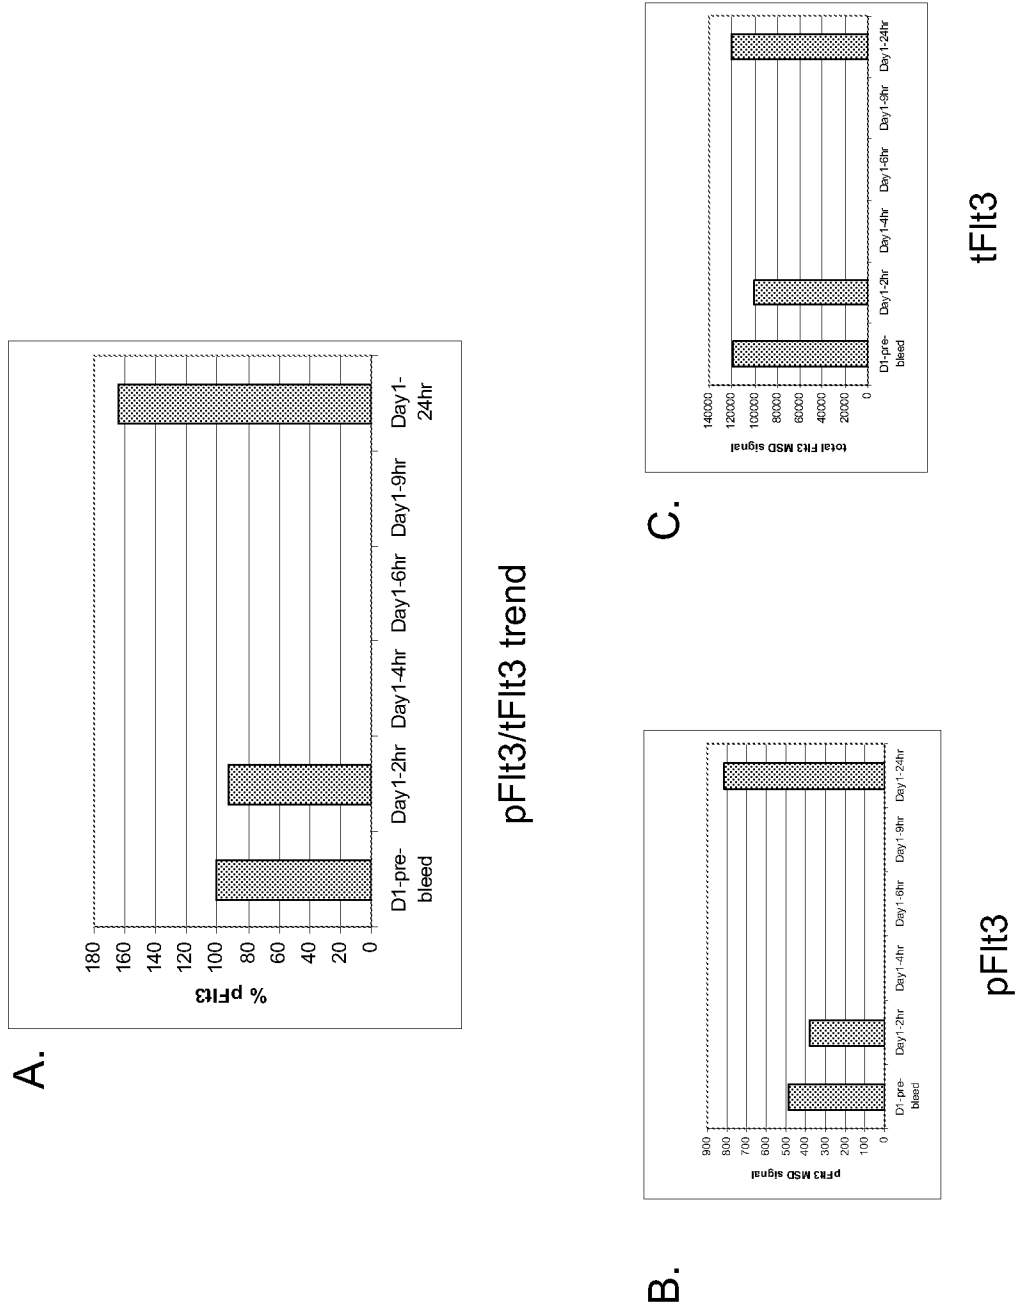 A.
% pFlt3
180
160
140
120
100
80
60
40
20
0
D1-pre-
bleed
Day1-2hr
Day1-4hr
Day1-6hr
Day1-9hr
Day1-
24hr
pFlt3/tFlt3 trend
B.
pFlt3 MSD signal
900
800
700
600
500
400
300
200
100
0
D1-pre-
bleed
Day1-2hr
Day1-4hr
Day1-6hr
Day1-9hr
Day1-24hr
pFlt3
C.
total Flt3 MSD signal
140000
120000
100000
80000
60000
40000
20000
0
D1-pre-
bleed
Day1-2hr
Day1-4hr
Day1-6hr
Day1-9hr
Day1-24hr
tFlt3